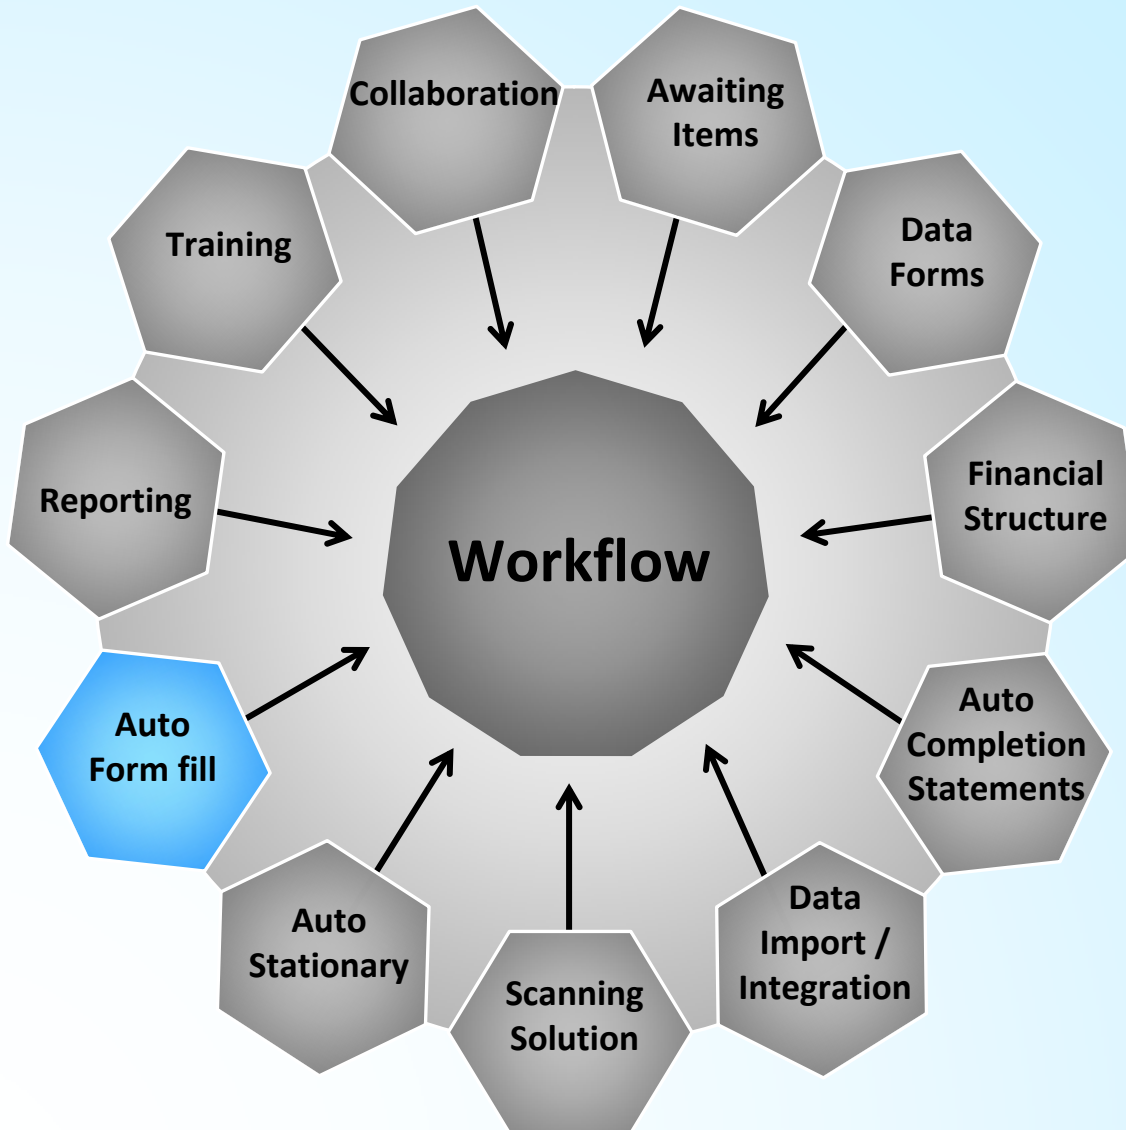 Collaboration
Awaiting
Items
Data
Forms
Financial
Structure
Auto
Completion
Statements
Data
Import /
Integration
Scanning
Solution
Auto
Stationary
Auto
Form fill
Reporting
Training
Workflow